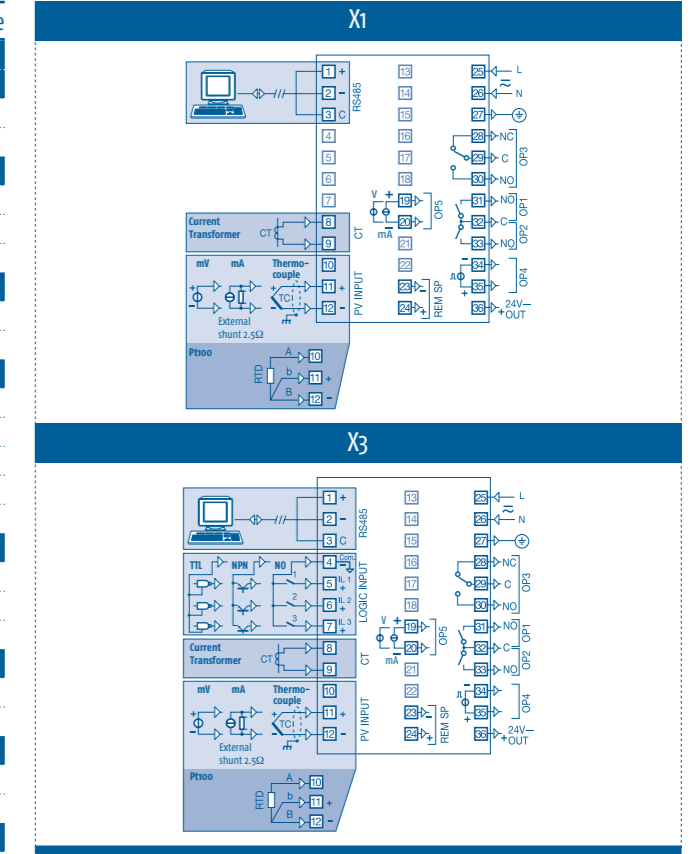 e
X1
1 + 13 25 L
2 - 14 26 N
3 C 15 27
RS485
4 16 28 NC
5 17 29 C OP3
6 18 30 NO
7 V + 19 31 NO OP1
mA - 20 OP5 32 C
21 33 NO OP2
Current
Transformer
CT 8
9 CT
mV mA Thermo-
couple
10 22 - 34
+ TC 11 + 23 - + 35 OP4
- 12 - 24 + REM SP 36 + 24V
OUT
PV INPUT
External
shunt 2.5Ω
Pt100
A 10
RTD b 11 +
B 12 -
X3
1 + 13 25 L
2 - 14 26 N
3 C 15 27
RS485
TTL NPN NO 4 Com. 16 28 NC
1 5 IL 1 + 17 29 C OP3
2 6 IL 2 + 18 30 NO
3 7 IL 3 + V + 19 31 NO OP1
LOGIC INPUT
mA - 20 OP5 32 C
21 33 NO OP2
Current
Transformer
CT 8
9 CT
mV mA Thermo-
couple
10 22 - 34
+ TC 11 + 23 - + 35 OP4
- 12 - 24 + REM SP 36 + 24V
OUT
PV INPUT
External
shunt 2.5Ω
Pt100
A 10
RTD b 11 +
B 12 -